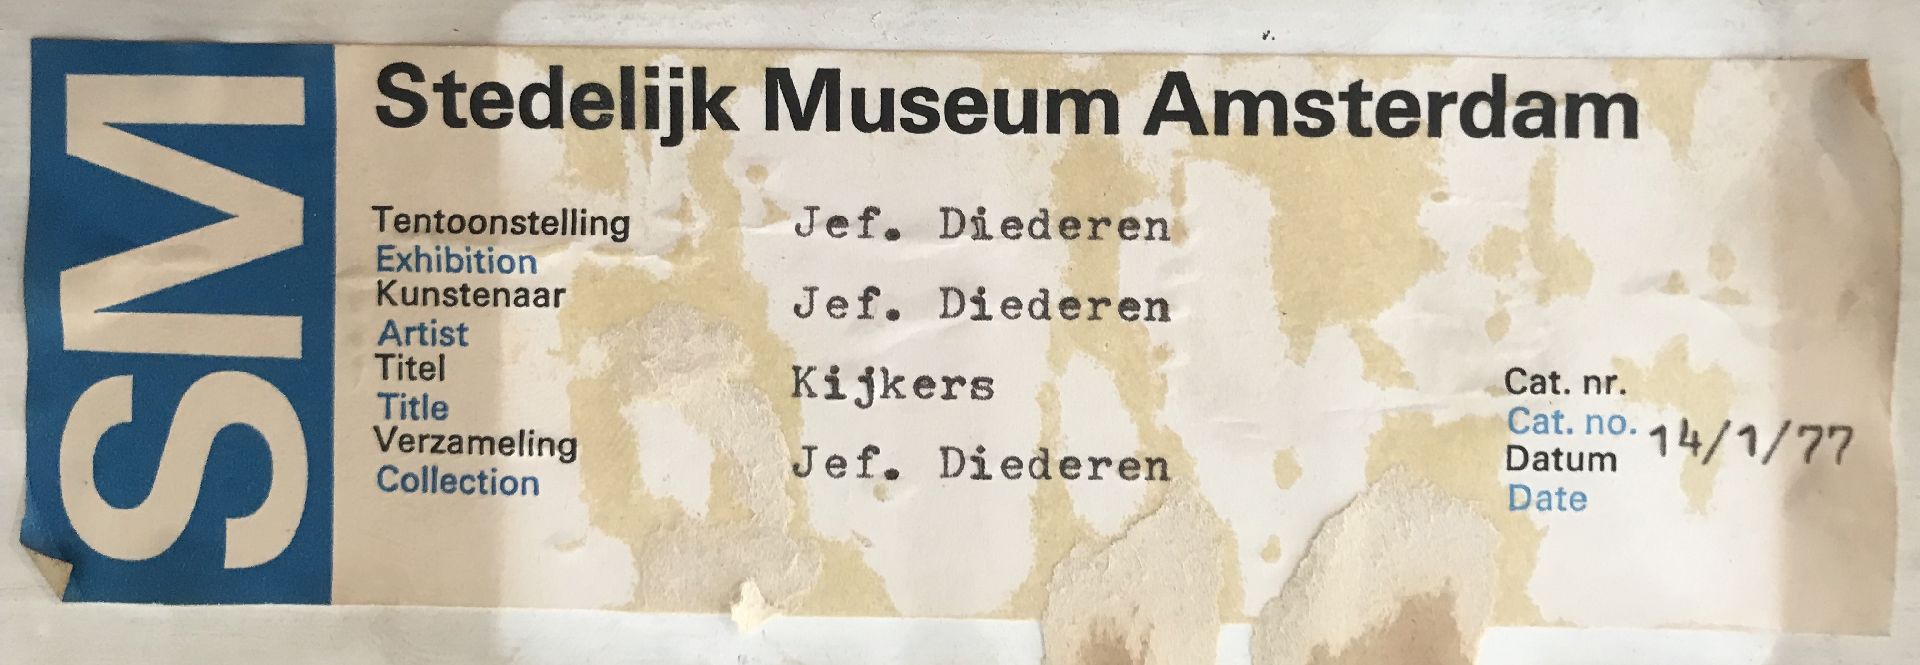 SM
Stedelijk Museum Amsterdam
Tentoonstelling Jef. Diederen
Exhibition
Kunstenaar Jef. Diederen
Artist
Titel Kijkers
Title
Verzameling Jef. Diederen
Collection
Cat. nr.
Cat. no.
14/1/77
Datum
Date